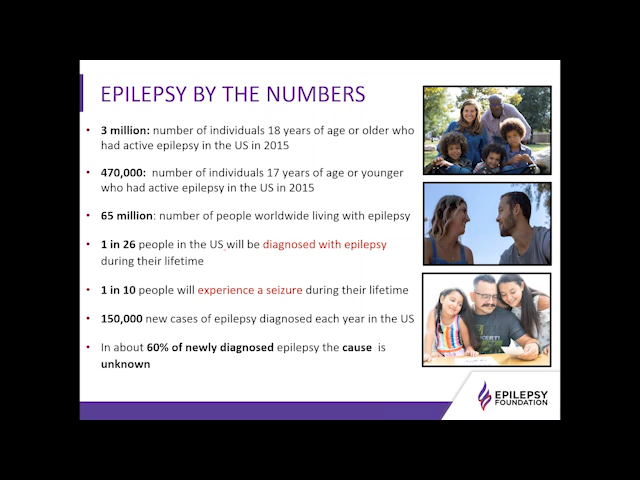 EPILEPSY BY THE NUMBERS
• 3 million: number of individuals 18 years of age or older who
had active epilepsy in the US in 2015
• 470,000: number of individuals 17 years of age or younger
who had active epilepsy in the US in 2015
• 65 million: number of people worldwide living with epilepsy
• 1 in 26 people in the US will be diagnosed with epilepsy
during their lifetime
• 1 in 10 people will experience a seizure during their lifetime
• 150,000 new cases of epilepsy diagnosed each year in the US
• In about 60% of newly diagnosed epilepsy the cause is
unknown
EPILEPSY
FOUNDATION